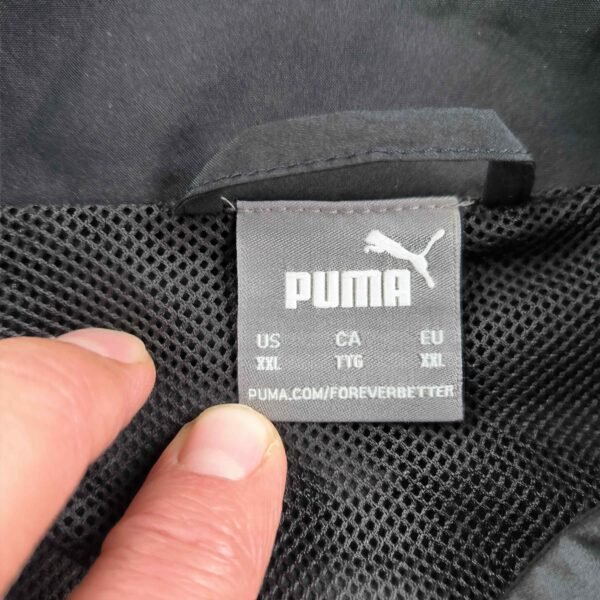 PUMA
US CA EU
XXL TTG XXL
PUMA.COM/FOREVERBETTER